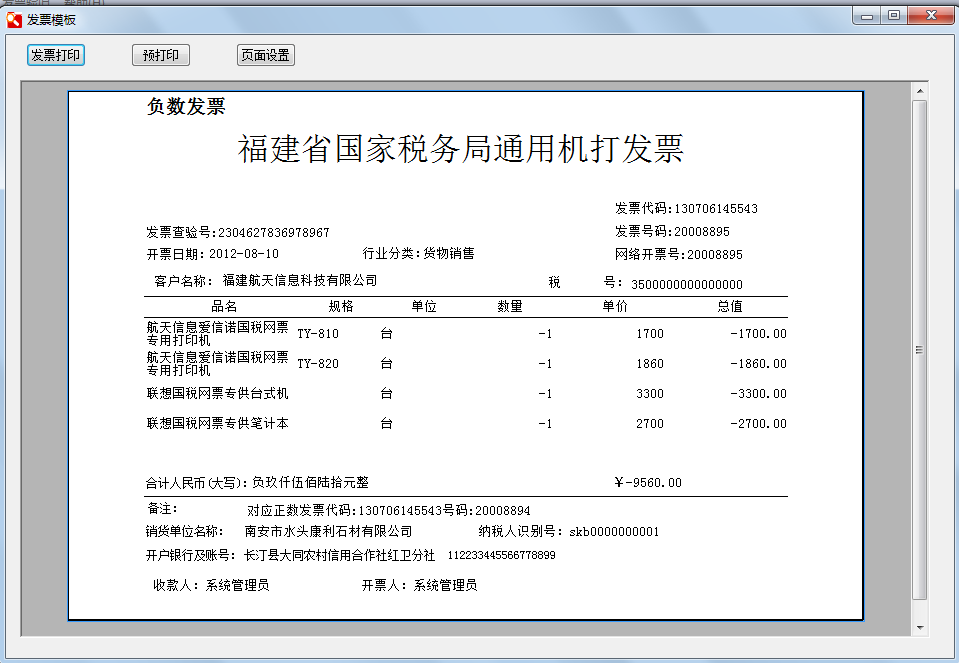 发票模板
发票打印 预打印 页面设置
负数发票
福建省国家税务局通用机打发票
发票代码:130706145543
发票查验号:2304627836978967 发票号码:20008895
开票日期: 2012-08-10 行业分类:货物销售 网络开票号:20008895
客户名称: 福建航天信息科技有限公司 税 号: 3500000000000000
品名 规格 单位 数量 单价 总值
航天信息爱信诺国税网票
专用打印机 TY-810 台 -1 1700 -1700.00
航天信息爱信诺国税网票
专用打印机 TY-820 台 -1 1860 -1860.00
联想国税网票专供台式机 台 -1 3300 -3300.00
联想国税网票专供笔计本 台 -1 2700 -2700.00
合计人民币(大写): 负玖仟伍佰陆拾元整 ¥-9560.00
备注: 对应正数发票代码:130706145543号码:20008894
销货单位名称: 南安市水头康利石材有限公司 纳税人识别号: skb0000000001
开户银行及账号: 长汀县大同农村信用合作社红卫分社 112233445566778899
收款人: 系统管理员 开票人: 系统管理员